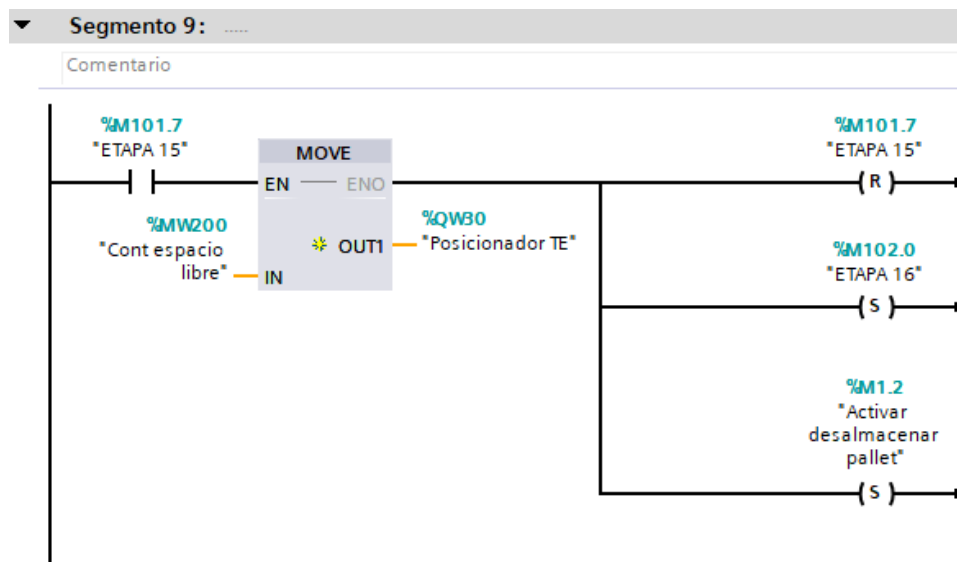 Segmento 9: .....
Comentario
%M101.7
"ETAPA 15"
MOVE
EN ENO
%MW200
"Cont espacio
libre"
IN
OUT1
%QW30
"Posicionador TE"
%M101.7
"ETAPA 15"
R
%M102.0
"ETAPA 16"
S
%M1.2
"Activar
desalmacenar
pallet"
S